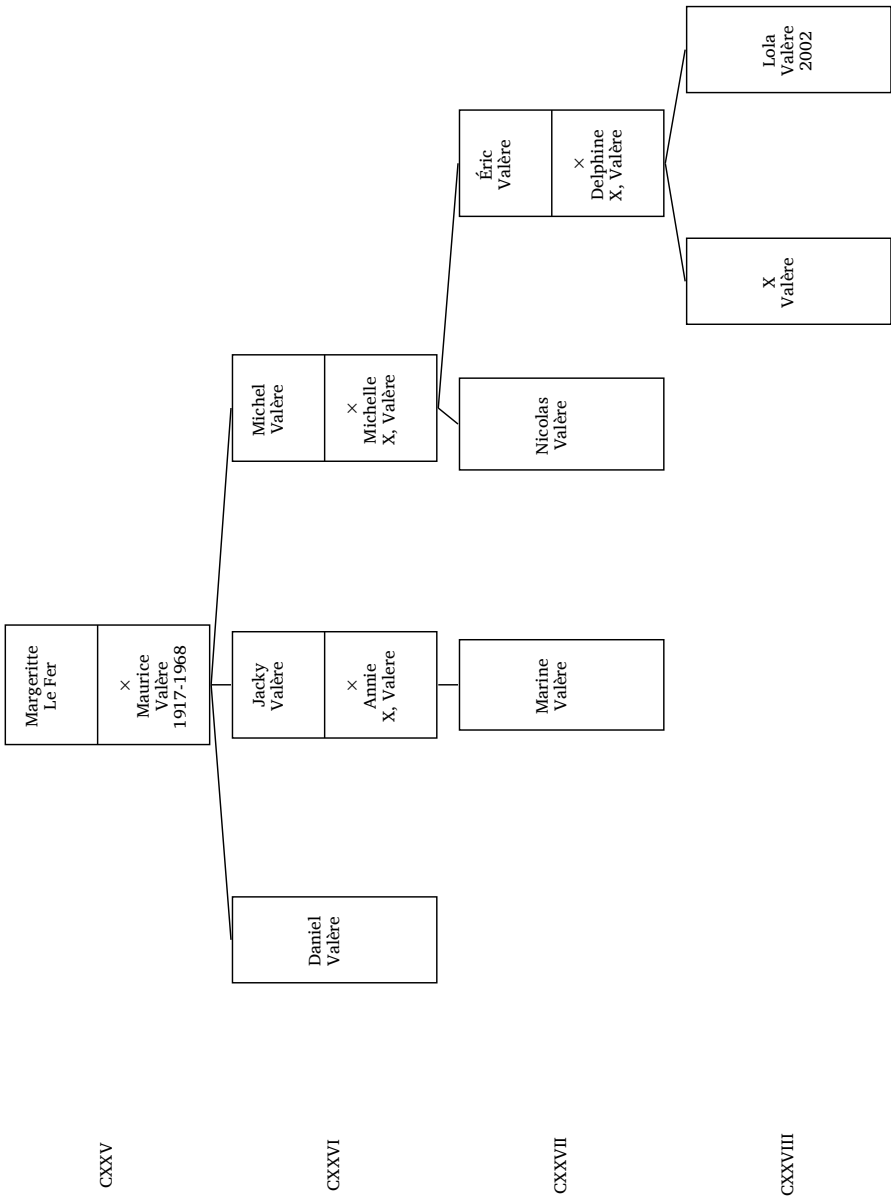 CXXV
Margeritte
Le Fer
×
Maurice
Valère
1917-1968
CXXVI
Daniel
Valère
Jacky
Valère
×
Annie
X, Valere
Michel
Valère
×
Michelle
X, Valère
CXXVII
Marine
Valère
Nicolas
Valère
Éric
Valère
×
Delphine
X, Valère
CXXVIII
X
Valère
Lola
Valère
2002